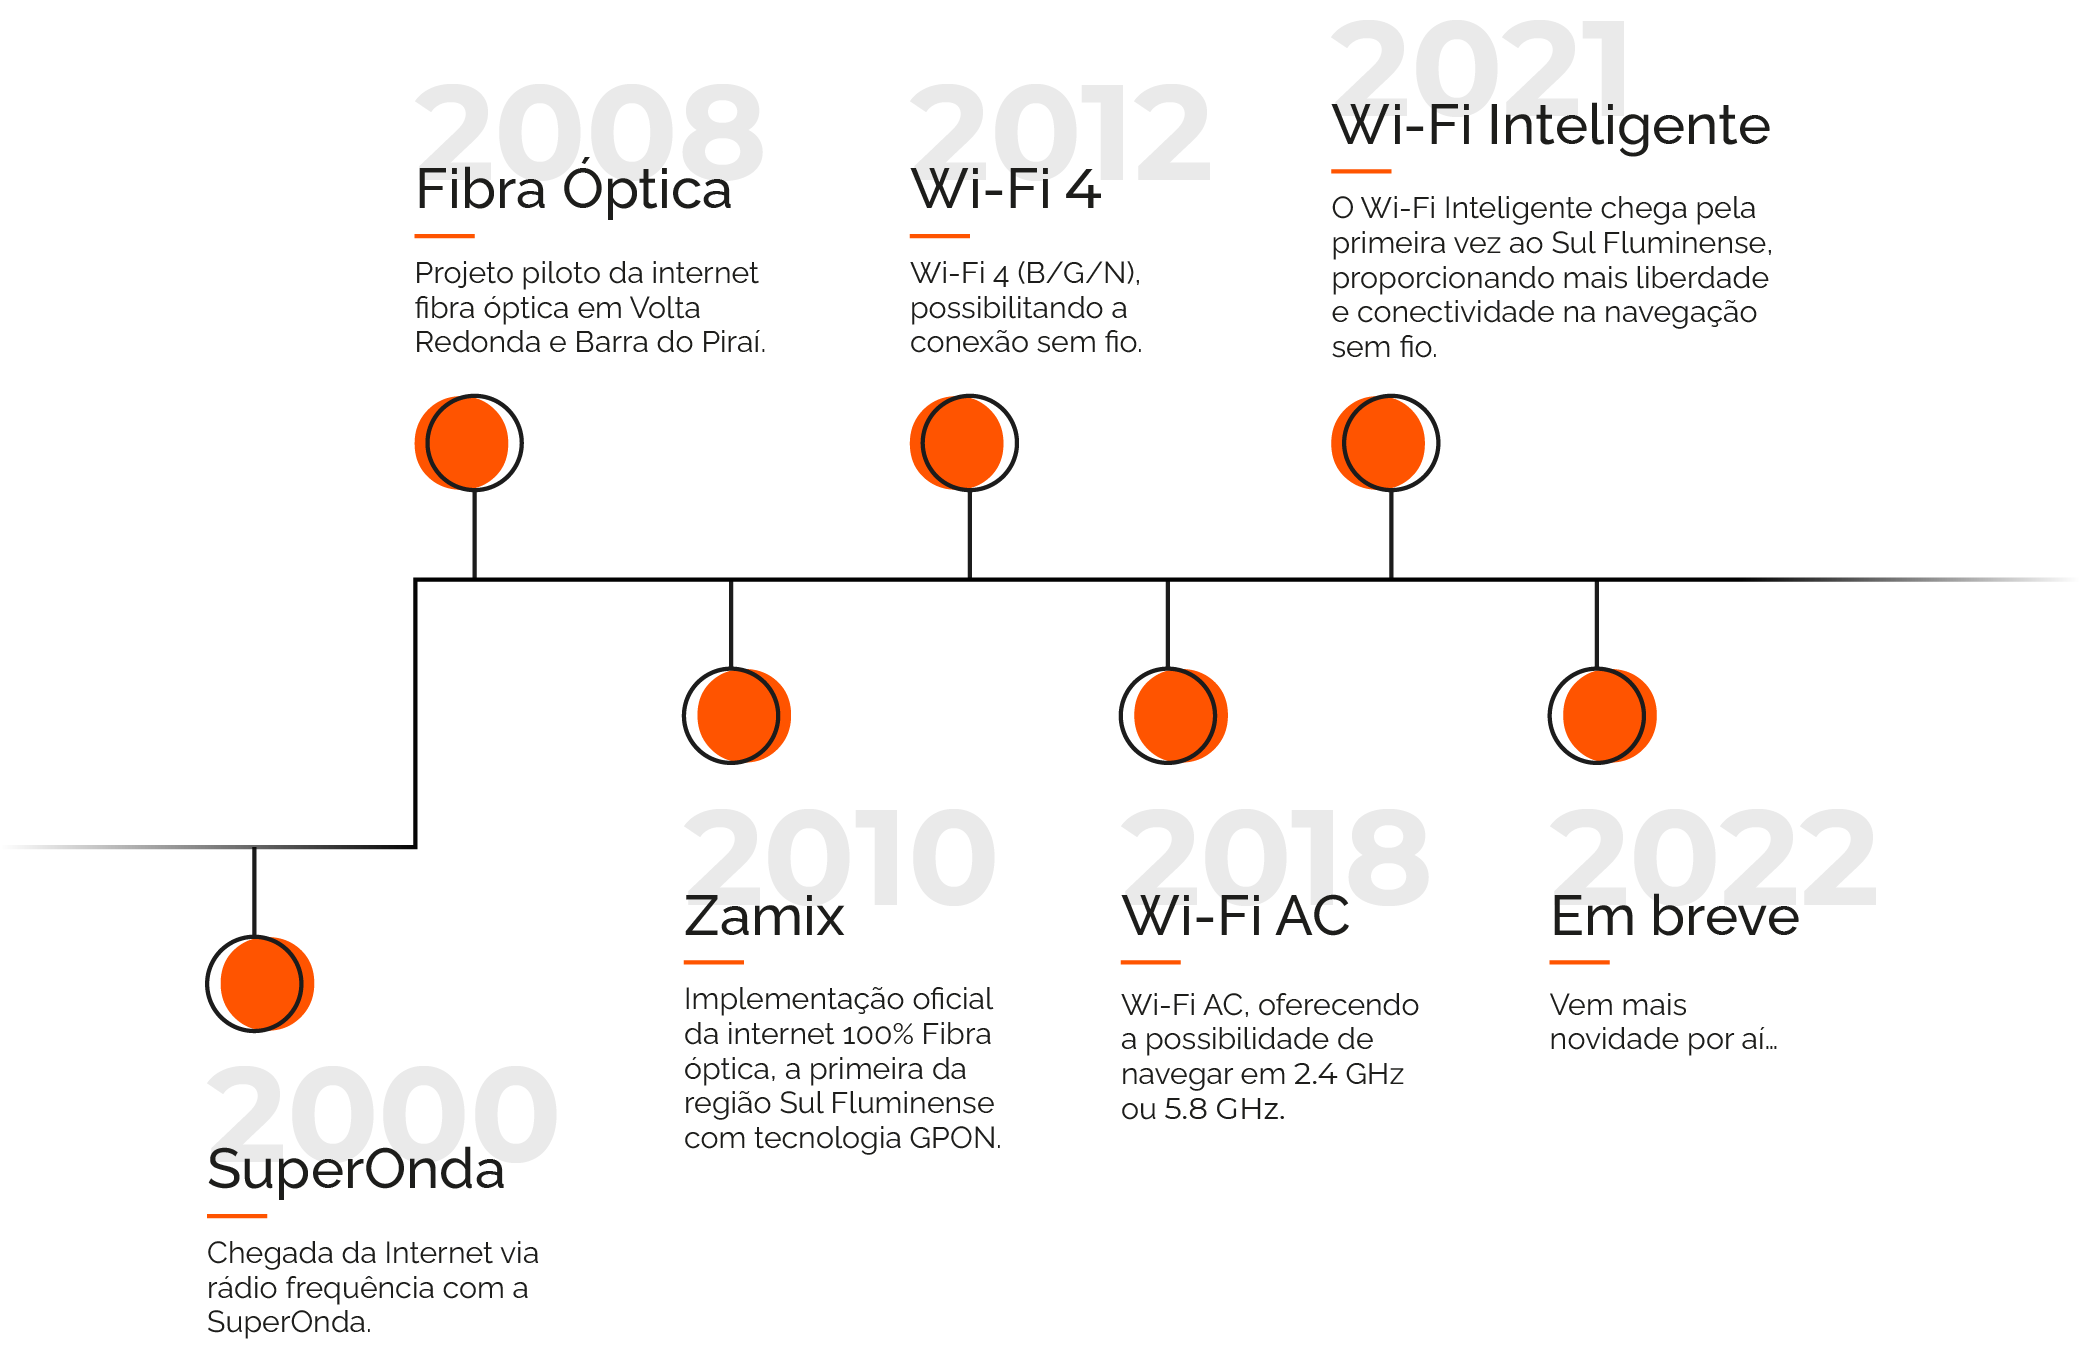 2008
Fibra Óptica
Projeto piloto da internet
fibra óptica em Volta
Redonda e Barra do Piraí.
2012
Wi-Fi 4
Wi-Fi 4 (B/G/N),
possibilitando a
conexão sem fio.
2021
Wi-Fi Inteligente
O Wi-Fi Inteligente chega pela
primeira vez ao Sul Fluminense,
proporcionando mais liberdade
e conectividade na navegação
sem fio.
2000
SuperOnda
Chegada da Internet via
rádio frequência com a
SuperOnda.
2010
Zamix
Implementação oficial
da internet 100% Fibra
óptica, a primeira da
região Sul Fluminense
com tecnologia GPON.
2018
Wi-Fi AC
Wi-Fi AC, oferecendo
a possibilidade de
navegar em 2.4 GHz
ou 5.8 GHz.
2022
Em breve
Vem mais
novidade por aí...